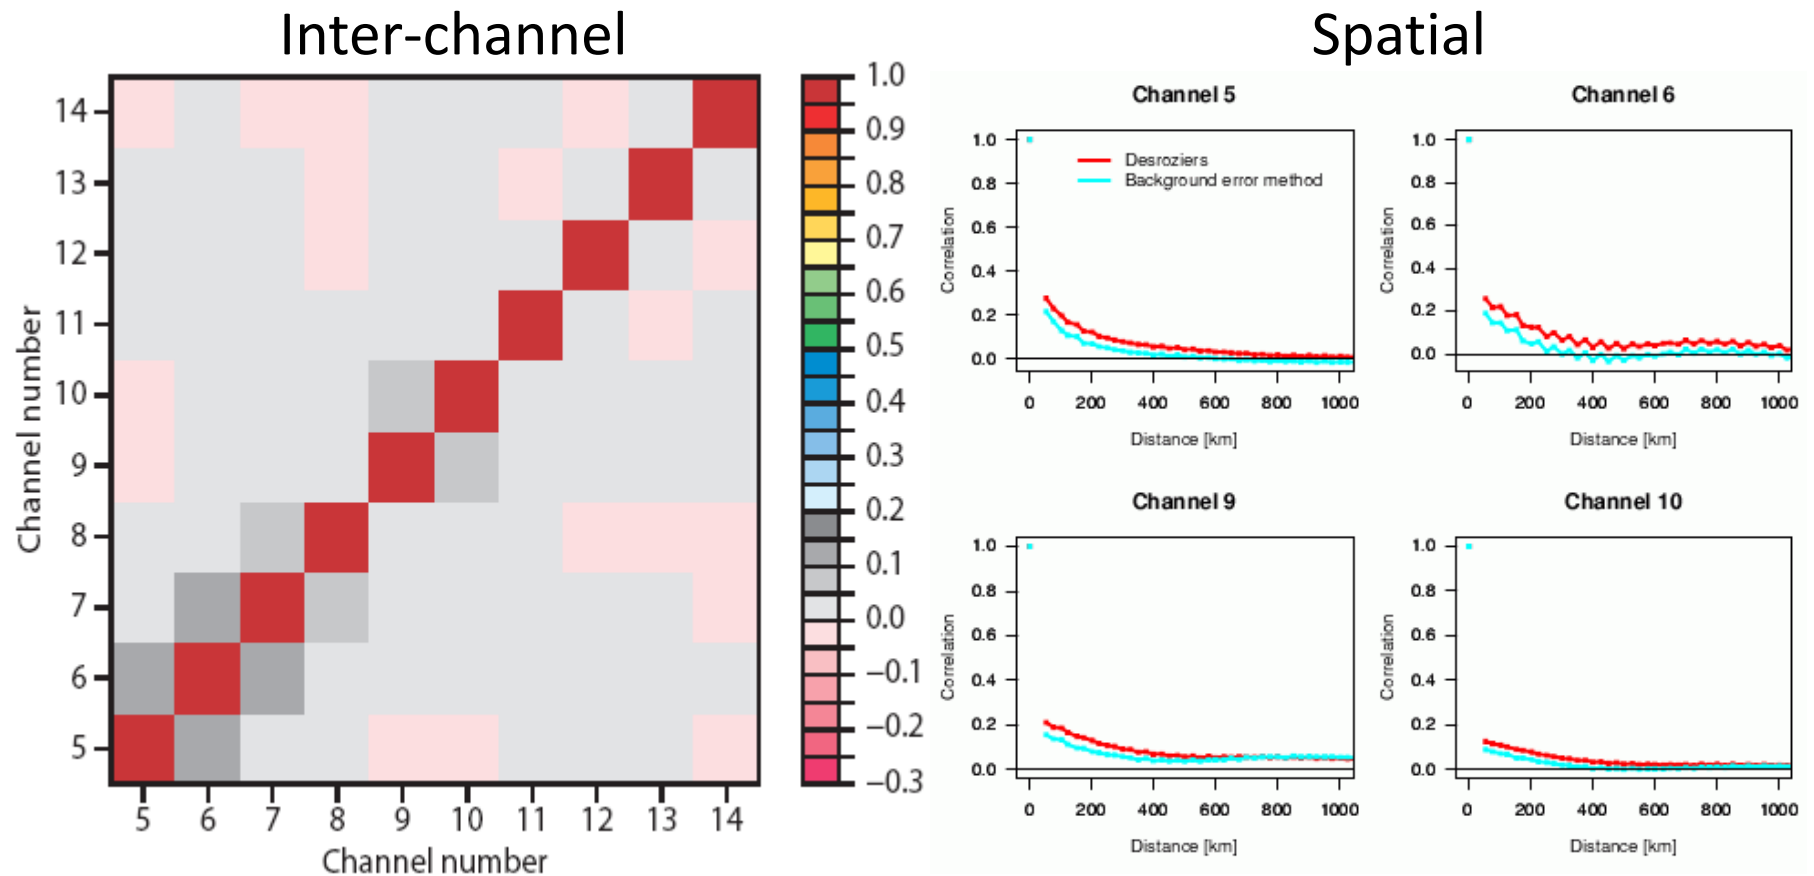 Inter-channel
Spatial
14
13
12
11
10
9
8
7
6
5
Channel number
5 6 7 8 9 10 11 12 13 14
Channel number
1.0
0.9
0.8
0.7
0.6
0.5
0.4
0.3
0.2
0.1
0.0
−0.1
−0.2
−0.3
Channel 5
1.0
0.8
0.6
0.4
0.2
0.0
Correlation
Desroziers
Background error method
0 200 400 600 800 1000
Distance [km]
Channel 6
1.0
0.8
0.6
0.4
0.2
0.0
Correlation
0 200 400 600 800 1000
Distance [km]
Channel 9
1.0
0.8
0.6
0.4
0.2
0.0
Correlation
0 200 400 600 800 1000
Distance [km]
Channel 10
1.0
0.8
0.6
0.4
0.2
0.0
Correlation
0 200 400 600 800 1000
Distance [km]